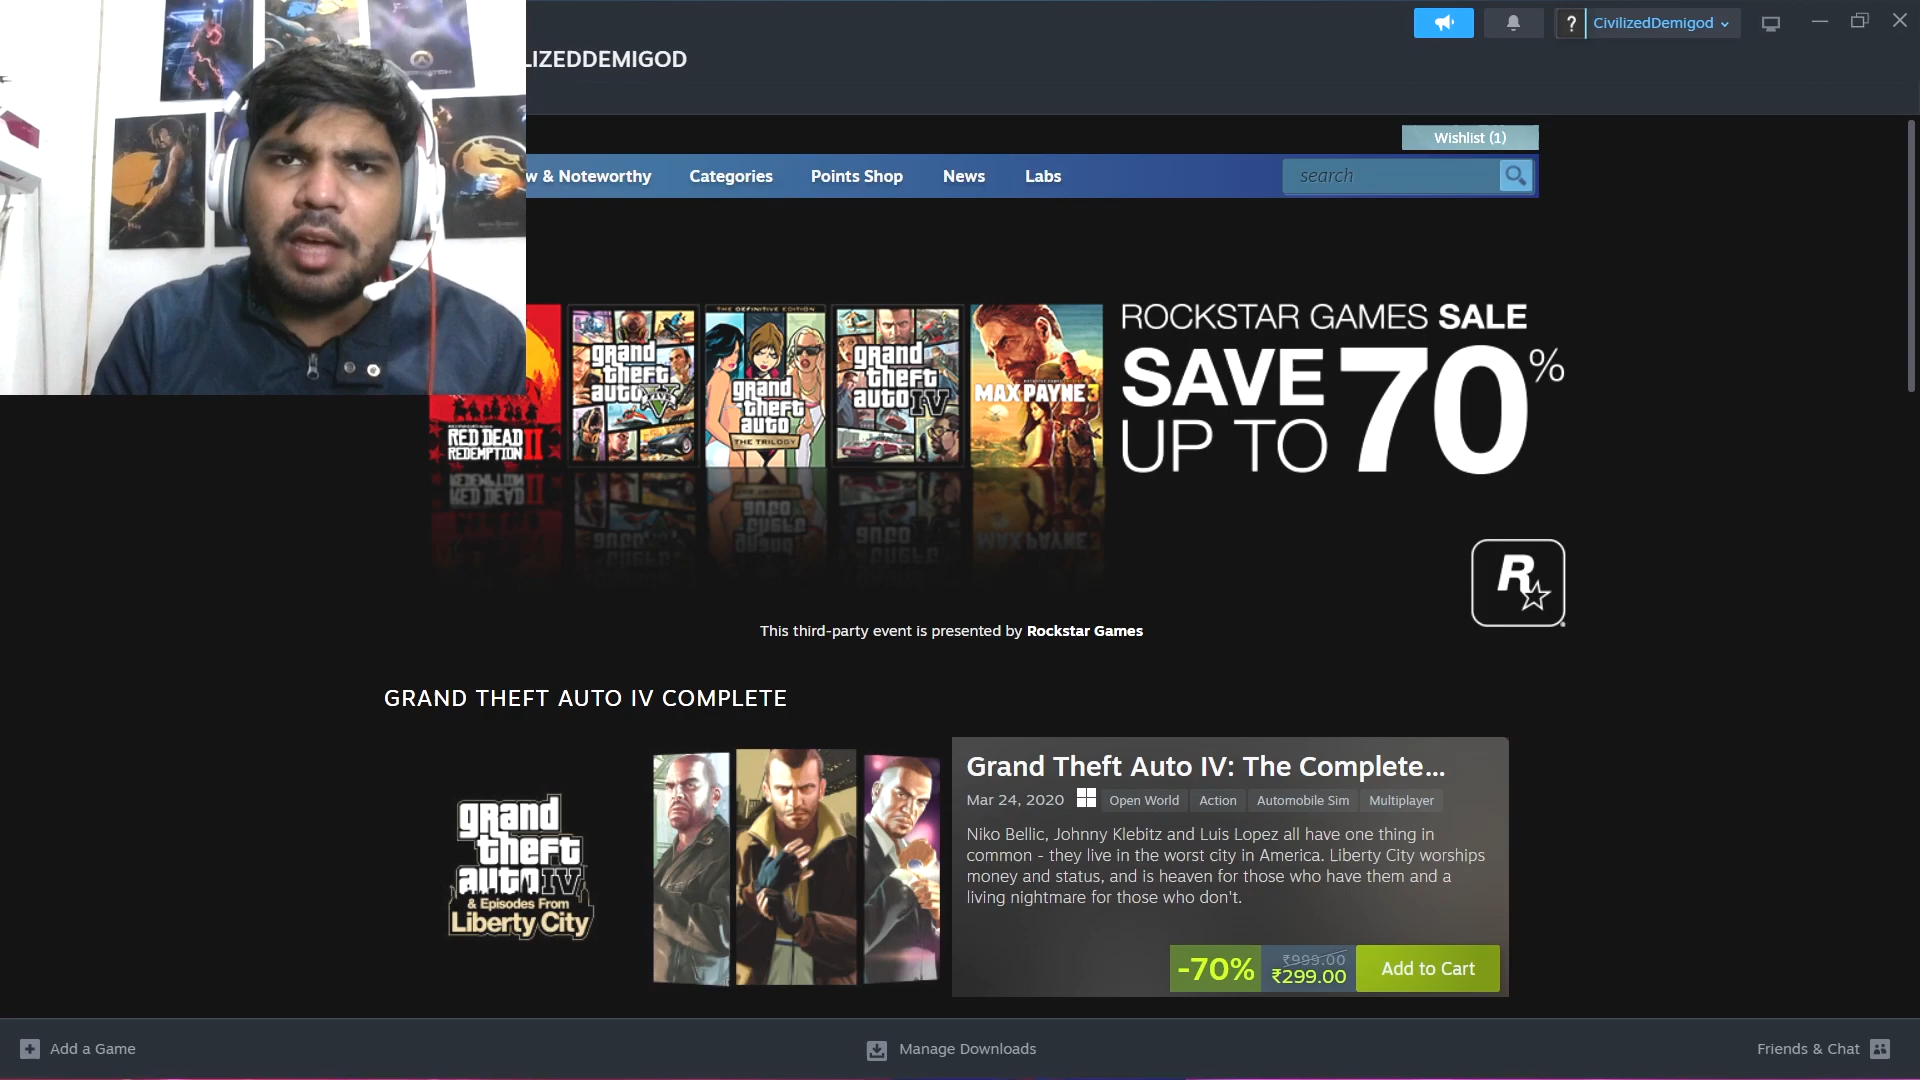 CivilizedDemigod
LIZEDDEMIGOD
Wishlist (1)
w & Noteworthy
Categories
Points Shop
News
Labs
search
RED DEAD
REDEMPTION II
grand
theft
auto V
THE DEFINITIVE EDITION
grand
theft
auto
THE TRILOGY
grand
theft
auto IV
MAX PAYNE 3
ROCKSTAR GAMES SALE
SAVE
UP TO 70%
R
This third-party event is presented by Rockstar Games
GRAND THEFT AUTO IV COMPLETE
grand
theft
auto IV
& Episodes From
Liberty City
Grand Theft Auto IV: The Complete...
Mar 24, 2020
Open World
Action
Automobile Sim
Multiplayer
Niko Bellic, Johnny Klebitz and Luis Lopez all have one thing in
common - they live in the worst city in America. Liberty City worships
money and status, and is heaven for those who have them and a
living nightmare for those who don't.
-70%
₹999.00
₹299.00
Add to Cart
Add a Game
Manage Downloads
Friends & Chat